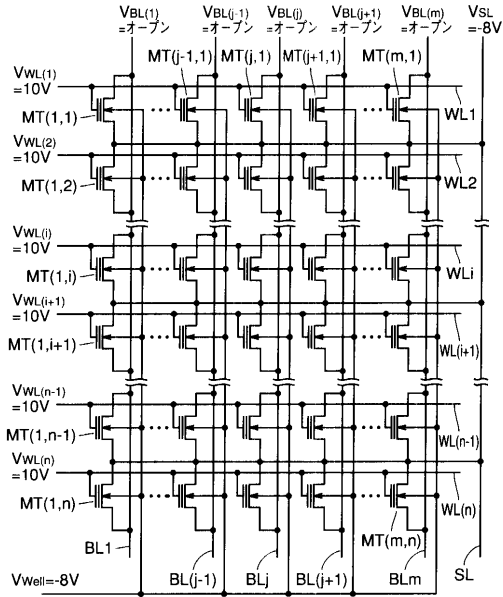 VBL(1) VBL(j-1) VBL(j) VBL(j+1) VBL(m) VSL
=オープン =オープン =オープン =オープン =オープン =-8V
MT(j-1,1) MT(j,1) MT(j+1,1) MT(m,1)
VWL(1)
=10V
WL1
MT(1,1)
VWL(2)
=10V
WL2
MT(1,2)
VWL(i)
=10V
WLi
MT(1,i)
VWL(i+1)
=10V
WL(i+1)
MT(1,i+1)
VWL(n-1)
=10V
WL(n-1)
MT(1,n-1)
VWL(n)
=10V
WL(n)
MT(1,n)
MT(m,n)
BL1 BL(j-1) BLj BL(j+1) BLm SL
VWell=-8V